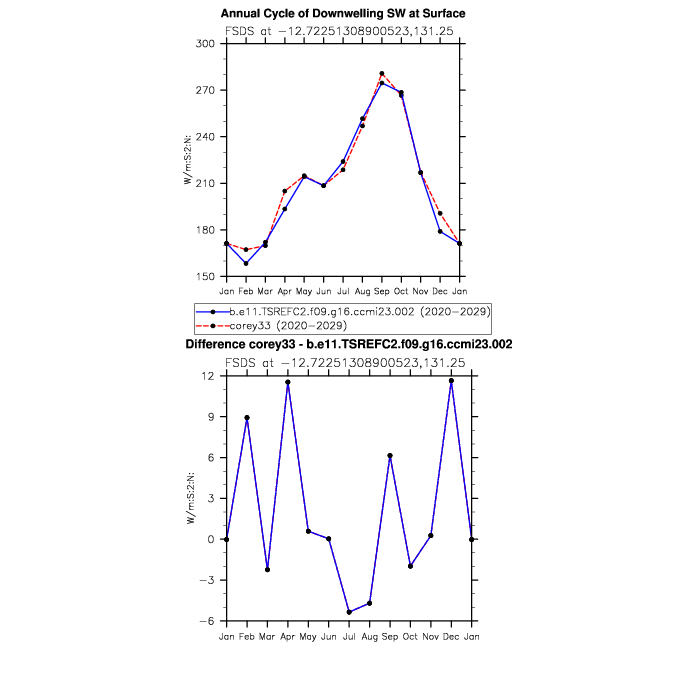 Annual Cycle of Downwelling SW at Surface
FSDS at −12.72251308900523,131.25
300
270
240
210
180
150
W/m:S:2:N:
Jan Feb Mar Apr May Jun Jul Aug Sep Oct Nov Dec Jan
b.e11.TSREFC2.f09.g16.ccmi23.002 (2020−2029)
corey33 (2020−2029)
Difference corey33 - b.e11.TSREFC2.f09.g16.ccmi23.002
FSDS at −12.72251308900523,131.25
12
9
6
3
0
−3
−6
W/m:S:2:N:
Jan Feb Mar Apr May Jun Jul Aug Sep Oct Nov Dec Jan